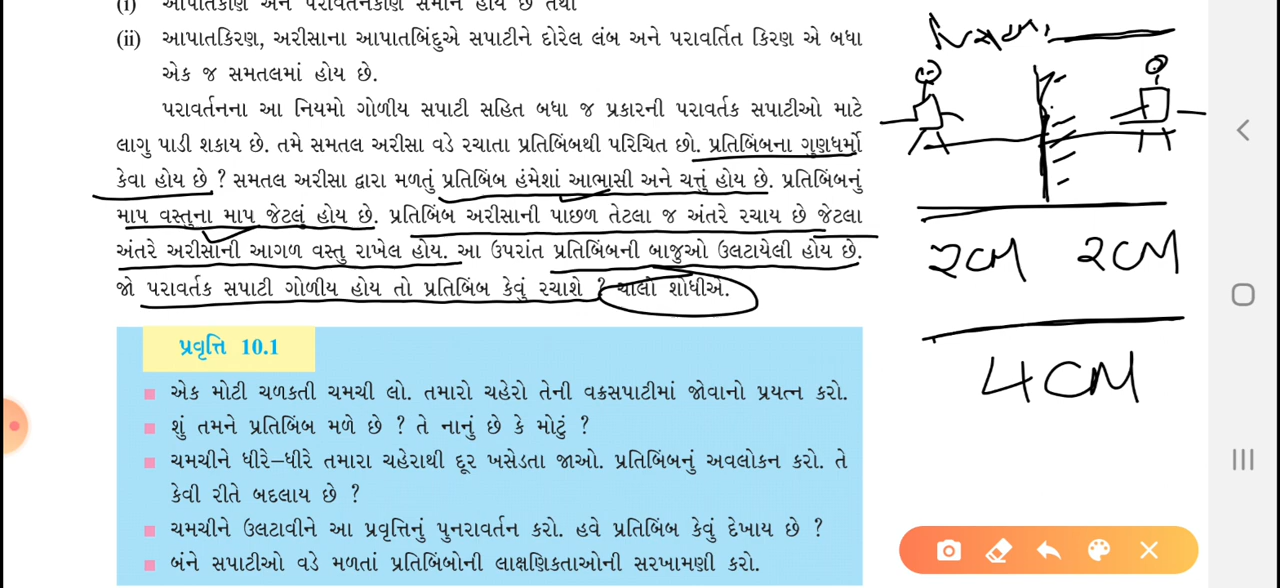 (i) આપાતકોણ અને પરાવર્તનકોણ સમાન હોય છે તથા
(ii) આપાતકિરણ, અરીસાના આપાતબિંદુએ સપાટીને દોરેલ લંબ અને પરાવર્તિત કિરણ એ બધા
એક જ સમતલમાં હોય છે.
પરાવર્તનના આ નિયમો ગોળીય સપાટી સહિત બધા જ પ્રકારની પરાવર્તક સપાટીઓ માટે
લાગુ પાડી શકાય છે. તમે સમતલ અરીસા વડે રચાતા પ્રતિબિંબથી પરિચિત છો. પ્રતિબિંબના ગુણધર્મો
કેવા હોય છે ? સમતલ અરીસા દ્વારા મળતું પ્રતિબિંબ હંમેશાં આભાસી અને ચત્તું હોય છે. પ્રતિબિંબનું
માપ વસ્તુના માપ જેટલું હોય છે. પ્રતિબિંબ અરીસાની પાછળ તેટલા જ અંતરે રચાય છે જેટલા
અંતરે અરીસાની આગળ વસ્તુ રાખેલ હોય. આ ઉપરાંત પ્રતિબિંબની બાજુઓ ઉલટાયેલી હોય છે.
જો પરાવર્તક સપાટી ગોળીય હોય તો પ્રતિબિંબ કેવું રચાશે ? ચાલો શોધીએ.
પ્રવૃત્તિ 10.1
એક મોટી ચળકતી ચમચી લો. તમારો ચહેરો તેની વક્રસપાટીમાં જોવાનો પ્રયત્ન કરો.
શું તમને પ્રતિબિંબ મળે છે ? તે નાનું છે કે મોટું ?
ચમચીને ધીરે–ધીરે તમારા ચહેરાથી દૂર ખસેડતા જાઓ. પ્રતિબિંબનું અવલોકન કરો. તે
કેવી રીતે બદલાય છે ?
ચમચીને ઉલટાવીને આ પ્રવૃત્તિનું પુનરાવર્તન કરો. હવે પ્રતિબિંબ કેવું દેખાય છે ?
બંને સપાટીઓ વડે મળતાં પ્રતિબિંબોની લાક્ષણિકતાઓની સરખામણી કરો.
2CM 2CM
4CM